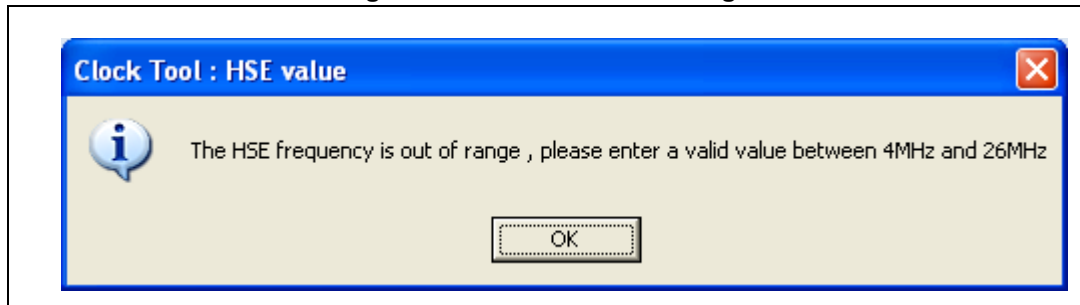 Clock Tool : HSE value
The HSE frequency is out of range , please enter a valid value between 4MHz and 26MHz
OK